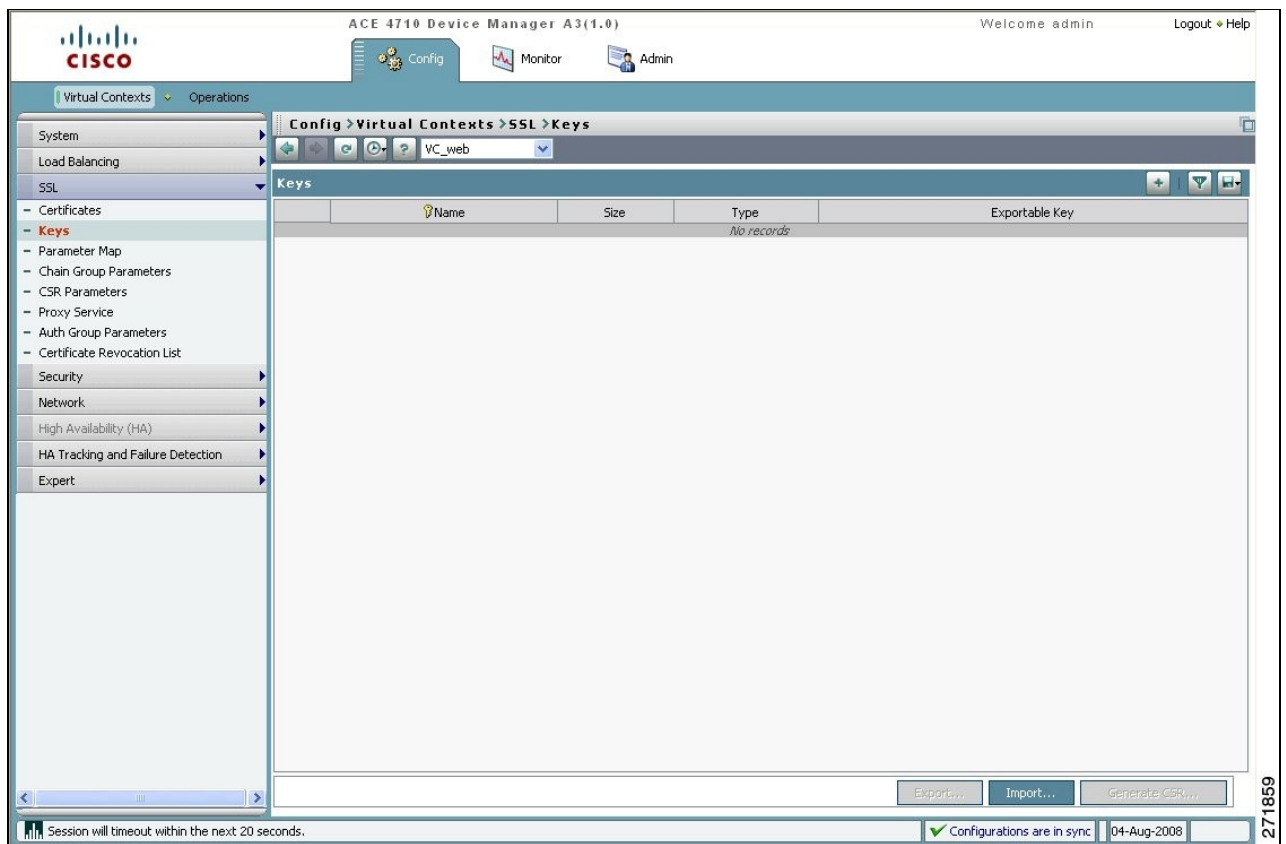 CISCO
ACE 4710 Device Manager A3(1.0)
Welcome admin
Logout Help
Config
Monitor
Admin
Virtual Contexts
Operations
System
Load Balancing
SSL
Certificates
Keys
Parameter Map
Chain Group Parameters
CSR Parameters
Proxy Service
Auth Group Parameters
Certificate Revocation List
Security
Network
High Availability (HA)
HA Tracking and Failure Detection
Expert
Config >Virtual Contexts >SSL >Keys
?
VC_web
Keys
Name
Size
Type
Exportable Key
No records
Export...
Import...
Generate CSR...
Session will timeout within the next 20 seconds.
Configurations are in sync
04-Aug-2008
271859